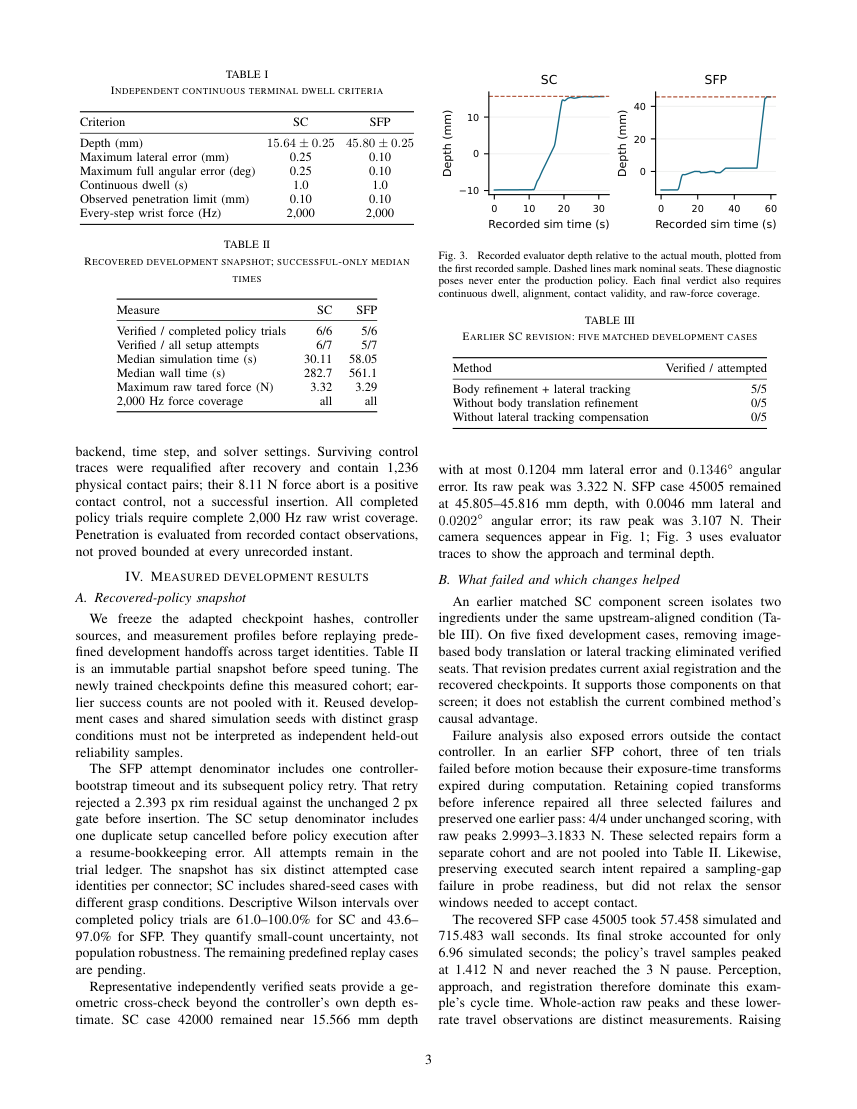 TABLE I
INDEPENDENT CONTINUOUS TERMINAL DWELL CRITERIA
Criterion SC SFP
Depth (mm) 15.64 ± 0.25 45.80 ± 0.25
Maximum lateral error (mm) 0.25 0.10
Maximum full angular error (deg) 0.25 0.10
Continuous dwell (s) 1.0 1.0
Observed penetration limit (mm) 0.10 0.10
Every-step wrist force (Hz) 2,000 2,000
TABLE II
RECOVERED DEVELOPMENT SNAPSHOT; SUCCESSFUL-ONLY MEDIAN
TIMES
Measure SC SFP
Verified / completed policy trials 6/6 5/6
Verified / all setup attempts 6/7 5/7
Median simulation time (s) 30.11 58.05
Median wall time (s) 282.7 561.1
Maximum raw tared force (N) 3.32 3.29
2,000 Hz force coverage all all
backend, time step, and solver settings. Surviving control
traces were requalified after recovery and contain 1,236
physical contact pairs; their 8.11 N force abort is a positive
contact control, not a successful insertion. All completed
policy trials require complete 2,000 Hz raw wrist coverage.
Penetration is evaluated from recorded contact observations,
not proved bounded at every unrecorded instant.
IV. MEASURED DEVELOPMENT RESULTS
A. Recovered-policy snapshot
We freeze the adapted checkpoint hashes, controller
sources, and measurement profiles before replaying prede-
fined development handoffs across target identities. Table II
is an immutable partial snapshot before speed tuning. The
newly trained checkpoints define this measured cohort; ear-
lier success counts are not pooled with it. Reused develop-
ment cases and shared simulation seeds with distinct grasp
conditions must not be interpreted as independent held-out
reliability samples.
The SFP attempt denominator includes one controller-
bootstrap timeout and its subsequent policy retry. That retry
rejected a 2.393 px rim residual against the unchanged 2 px
gate before insertion. The SC setup denominator includes
one duplicate setup cancelled before policy execution after
a resume-bookkeeping error. All attempts remain in the
trial ledger. The snapshot has six distinct attempted case
identities per connector; SC includes shared-seed cases with
different grasp conditions. Descriptive Wilson intervals over
completed policy trials are 61.0–100.0% for SC and 43.6–
97.0% for SFP. They quantify small-count uncertainty, not
population robustness. The remaining predefined replay cases
are pending.
Representative independently verified seats provide a ge-
ometric cross-check beyond the controller's own depth es-
timate. SC case 42000 remained near 15.566 mm depth
SC
Depth (mm)
10
0
−10
0 10 20 30
Recorded sim time (s)
SFP
Depth (mm)
40
20
0
0 20 40 60
Recorded sim time (s)
Fig. 3. Recorded evaluator depth relative to the actual mouth, plotted from
the first recorded sample. Dashed lines mark nominal seats. These diagnostic
poses never enter the production policy. Each final verdict also requires
continuous dwell, alignment, contact validity, and raw-force coverage.
TABLE III
EARLIER SC REVISION: FIVE MATCHED DEVELOPMENT CASES
Method Verified / attempted
Body refinement + lateral tracking 5/5
Without body translation refinement 0/5
Without lateral tracking compensation 0/5
with at most 0.1204 mm lateral error and 0.1346° angular
error. Its raw peak was 3.322 N. SFP case 45005 remained
at 45.805–45.816 mm depth, with 0.0046 mm lateral and
0.0202° angular error; its raw peak was 3.107 N. Their
camera sequences appear in Fig. 1; Fig. 3 uses evaluator
traces to show the approach and terminal depth.
B. What failed and which changes helped
An earlier matched SC component screen isolates two
ingredients under the same upstream-aligned condition (Ta-
ble III). On five fixed development cases, removing image-
based body translation or lateral tracking eliminated verified
seats. That revision predates current axial registration and the
recovered checkpoints. It supports those components on that
screen; it does not establish the current combined method's
causal advantage.
Failure analysis also exposed errors outside the contact
controller. In an earlier SFP cohort, three of ten trials
failed before motion because their exposure-time transforms
expired during computation. Retaining copied transforms
before inference repaired all three selected failures and
preserved one earlier pass: 4/4 under unchanged scoring, with
raw peaks 2.9993–3.1833 N. These selected repairs form a
separate cohort and are not pooled into Table II. Likewise,
preserving executed search intent repaired a sampling-gap
failure in probe readiness, but did not relax the sensor
windows needed to accept contact.
The recovered SFP case 45005 took 57.458 simulated and
715.483 wall seconds. Its final stroke accounted for only
6.96 simulated seconds; the policy's travel samples peaked
at 1.412 N and never reached the 3 N pause. Perception,
approach, and registration therefore dominate this exam-
ple's cycle time. Whole-action raw peaks and these lower-
rate travel observations are distinct measurements. Raising
3